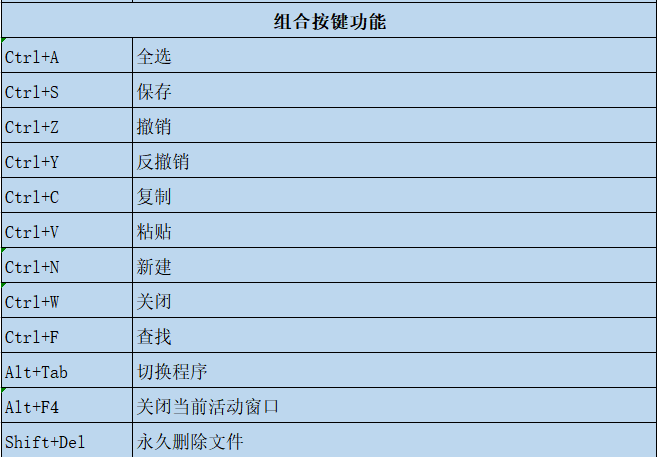 组合按键功能
Ctrl+A 全选
Ctrl+S 保存
Ctrl+Z 撤销
Ctrl+Y 反撤销
Ctrl+C 复制
Ctrl+V 粘贴
Ctrl+N 新建
Ctrl+W 关闭
Ctrl+F 查找
Alt+Tab 切换程序
Alt+F4 关闭当前活动窗口
Shift+Del 永久删除文件